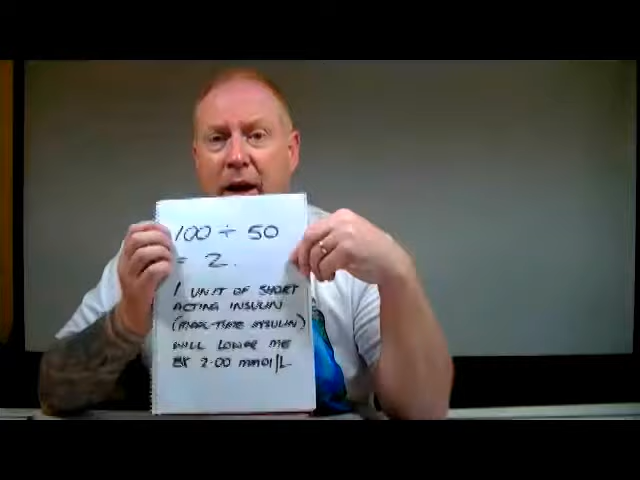 100 ÷ 50
= 2.
1 UNIT OF SHORT
ACTING INSULIN
(MEAL-TIME INSULIN)
WILL LOWER ME
BY 2.00 mmol/L